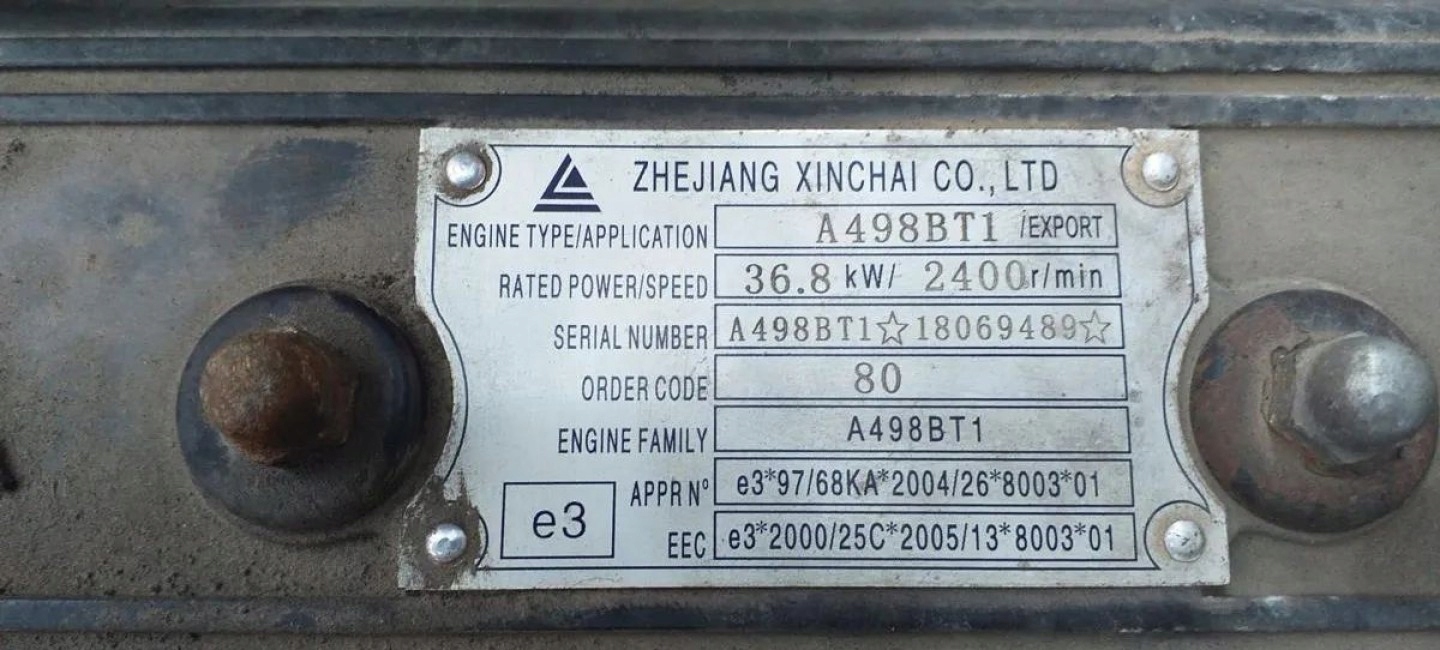 ZHEJIANG XINCHAI CO., LTD
ENGINE TYPE/APPLICATION A498BT1 /EXPORT
RATED POWER/SPEED 36.8 kW/ 2400r/min
SERIAL NUMBER A498BT1☆18069489☆
ORDER CODE 80
ENGINE FAMILY A498BT1
APPR N° e3*97/68KA*2004/26*8003*01
e3 EEC e3*2000/25C*2005/13*8003*01